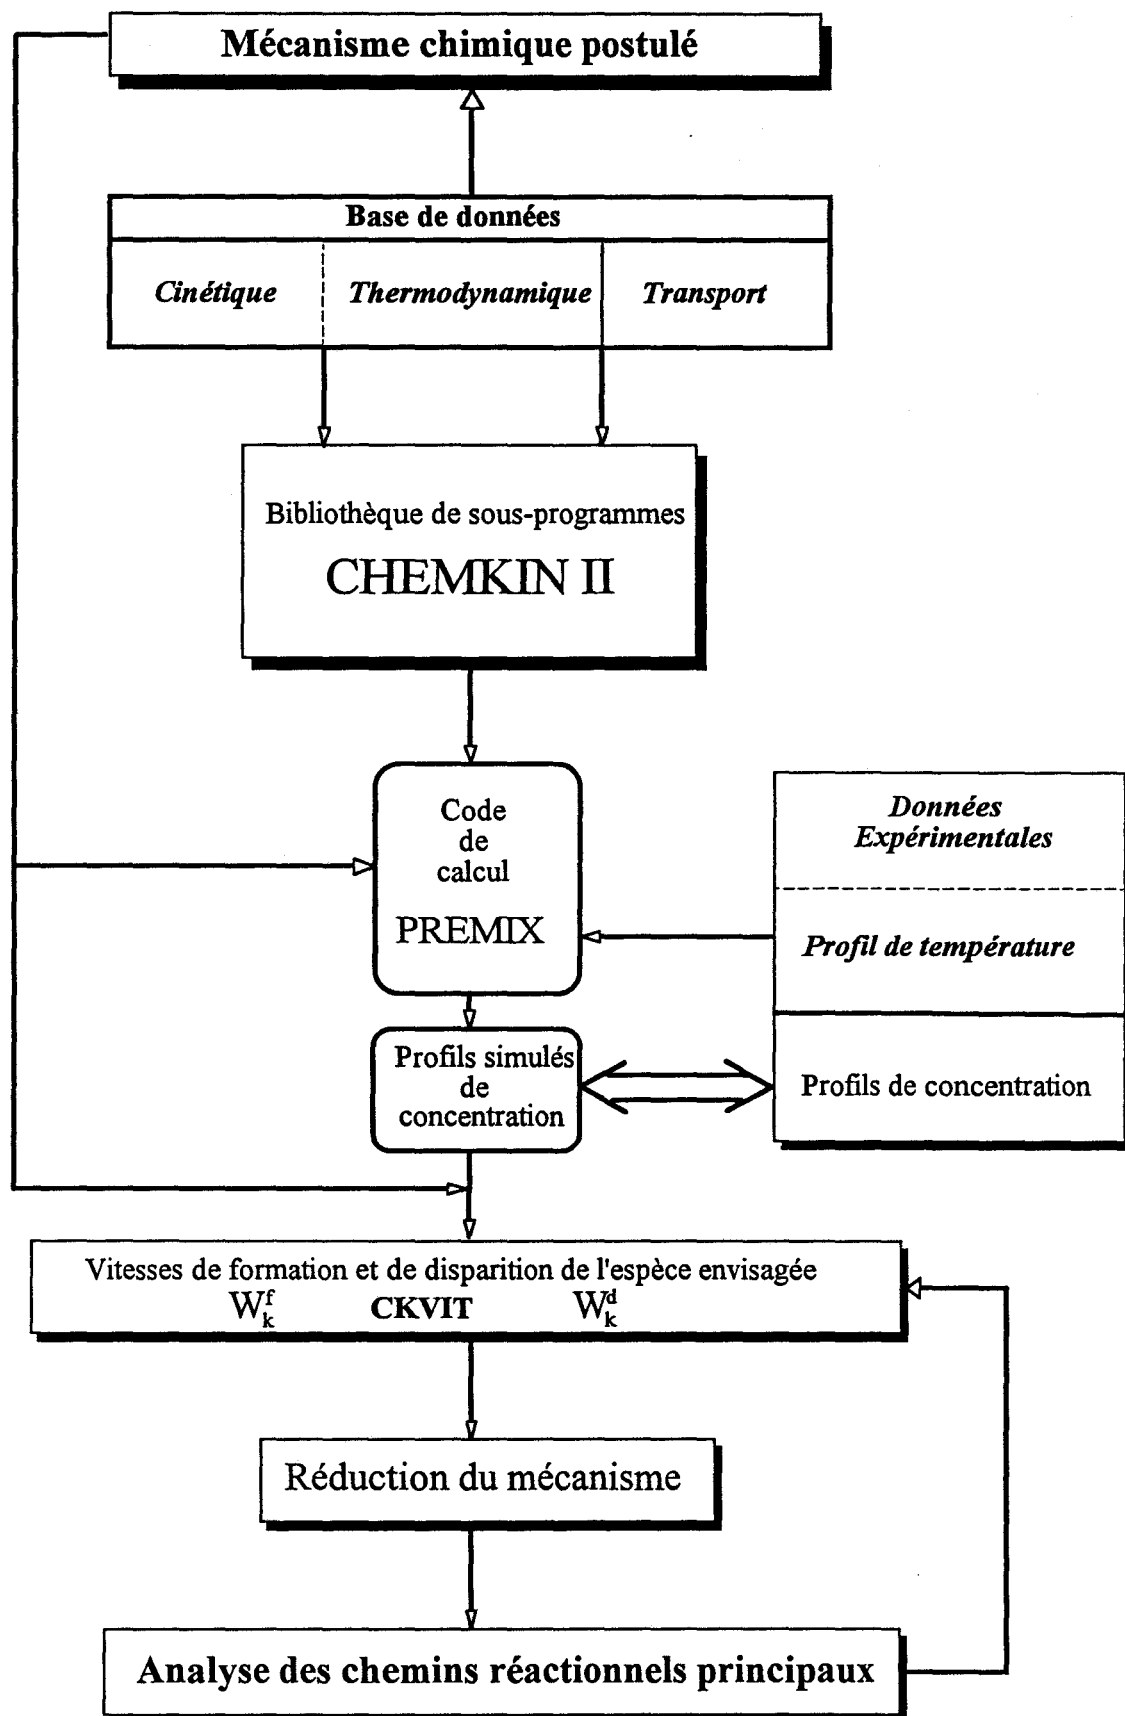 Mécanisme chimique postulé
Base de données
Cinétique Thermodynamique Transport
Bibliothèque de sous-programmes
CHEMKIN II
Code
de
calcul
PREMIX
Données
Expérimentales
Profil de température
Profils simulés
de
concentration
Profils de concentration
Vitesses de formation et de disparition de l'espèce envisagée
W_k^f CKVIT W_k^d
Réduction du mécanisme
Analyse des chemins réactionnels principaux